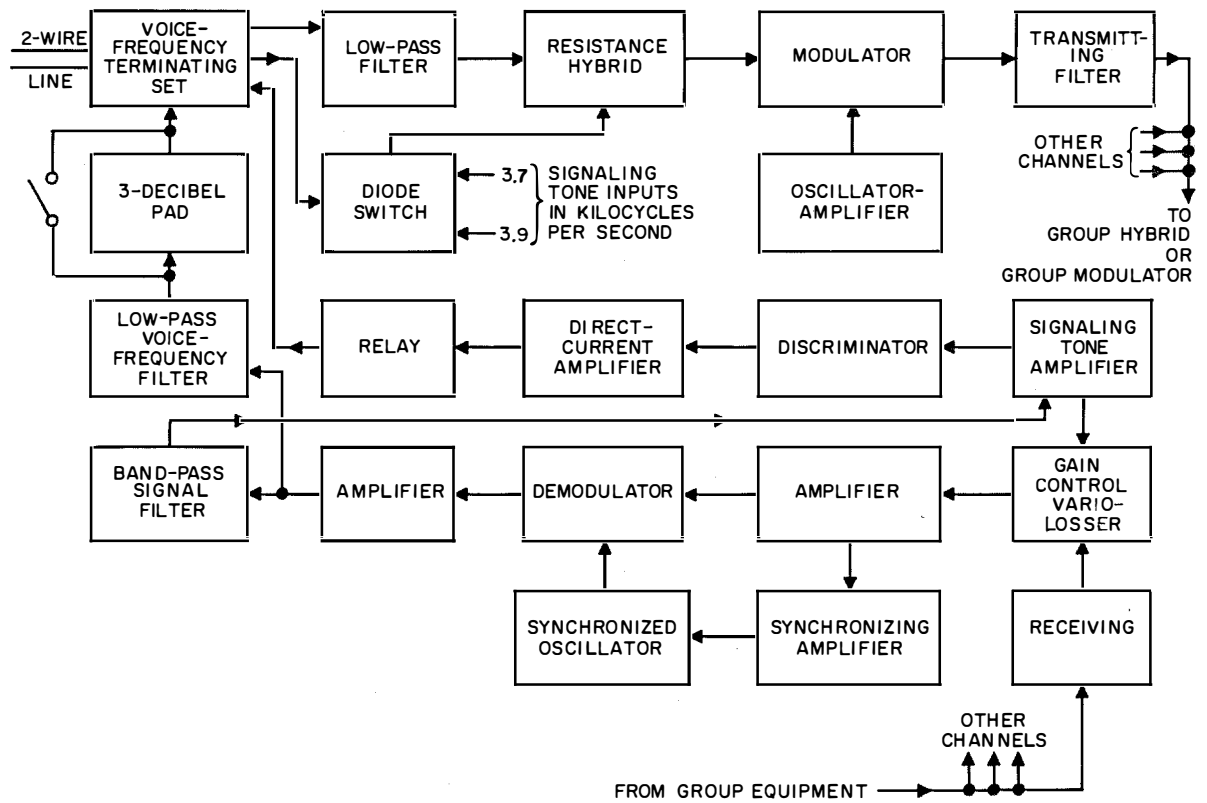 2-WIRE
LINE
VOICE-
FREQUENCY
TERMINATING
SET
LOW-PASS
FILTER
RESISTANCE
HYBRID
MODULATOR
TRANSMITT-
ING
FILTER
OTHER
CHANNELS
3-DECIBEL
PAD
DIODE
SWITCH
3.7
3.9
SIGNALING
TONE INPUTS
IN KILOCYCLES
PER SECOND
OSCILLATOR-
AMPLIFIER
TO
GROUP HYBRID
OR
GROUP MODULATOR
LOW-PASS
VOICE-
FREQUENCY
FILTER
RELAY
DIRECT-
CURRENT
AMPLIFIER
DISCRIMINATOR
SIGNALING
TONE
AMPLIFIER
BAND-PASS
SIGNAL
FILTER
AMPLIFIER
DEMODULATOR
AMPLIFIER
GAIN
CONTROL
VARIO-
LOSSER
SYNCHRONIZED
OSCILLATOR
SYNCHRONIZING
AMPLIFIER
RECEIVING
OTHER
CHANNELS
FROM GROUP EQUIPMENT